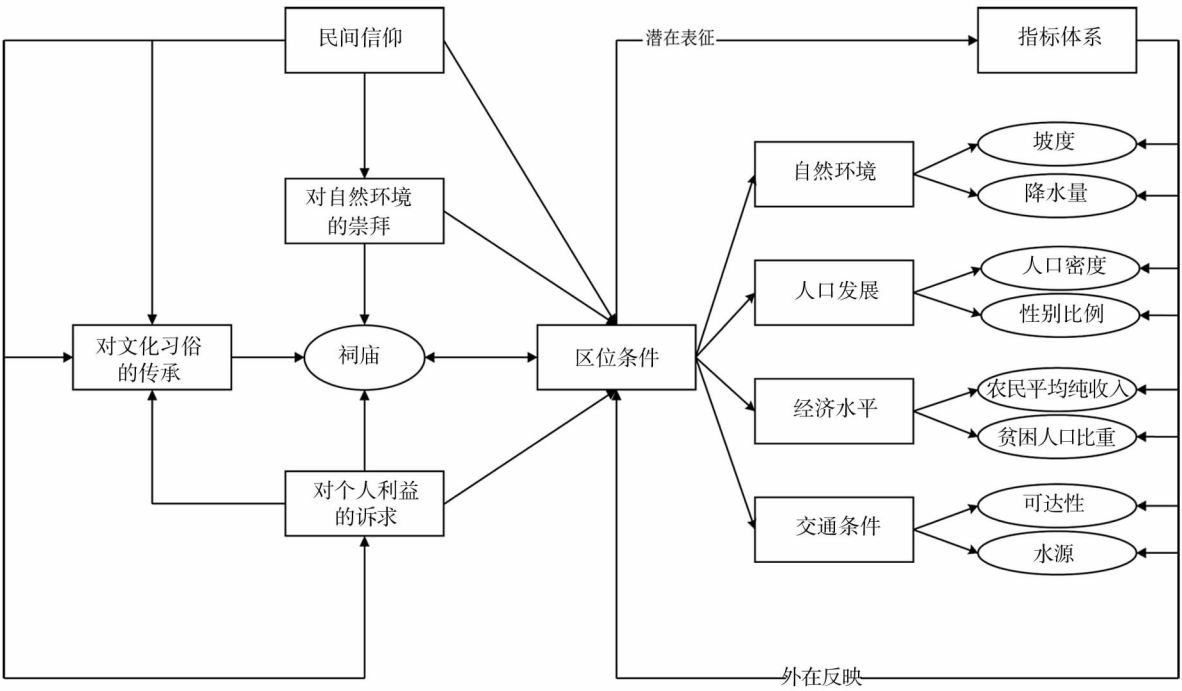 民间信仰
潜在表征
指标体系
对自然环境
的崇拜
对文化习俗
的传承
祠庙
区位条件
对个人利益
的诉求
自然环境
坡度
降水量
人口发展
人口密度
性别比例
经济水平
农民平均纯收入
贫困人口比重
交通条件
可达性
水源
外在反映